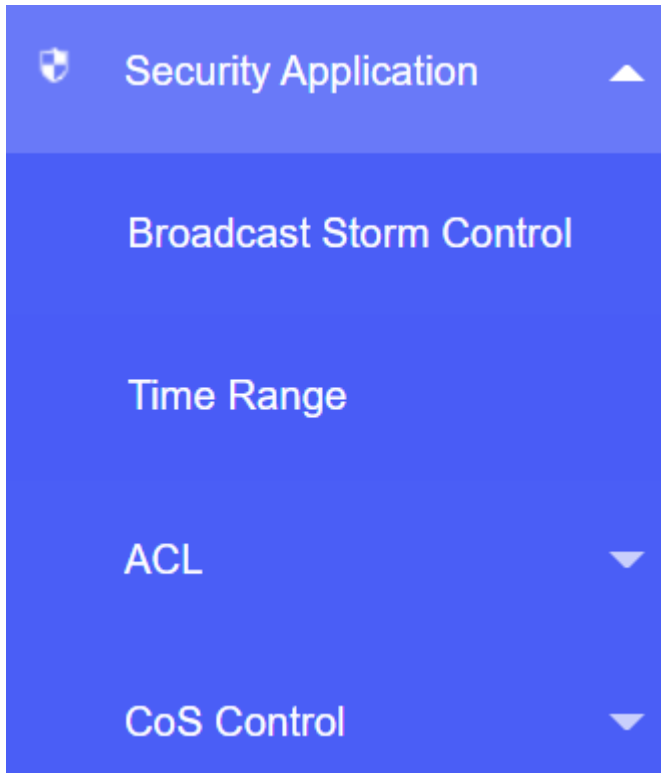 Security Application
Broadcast Storm Control
Time Range
ACL
CoS Control